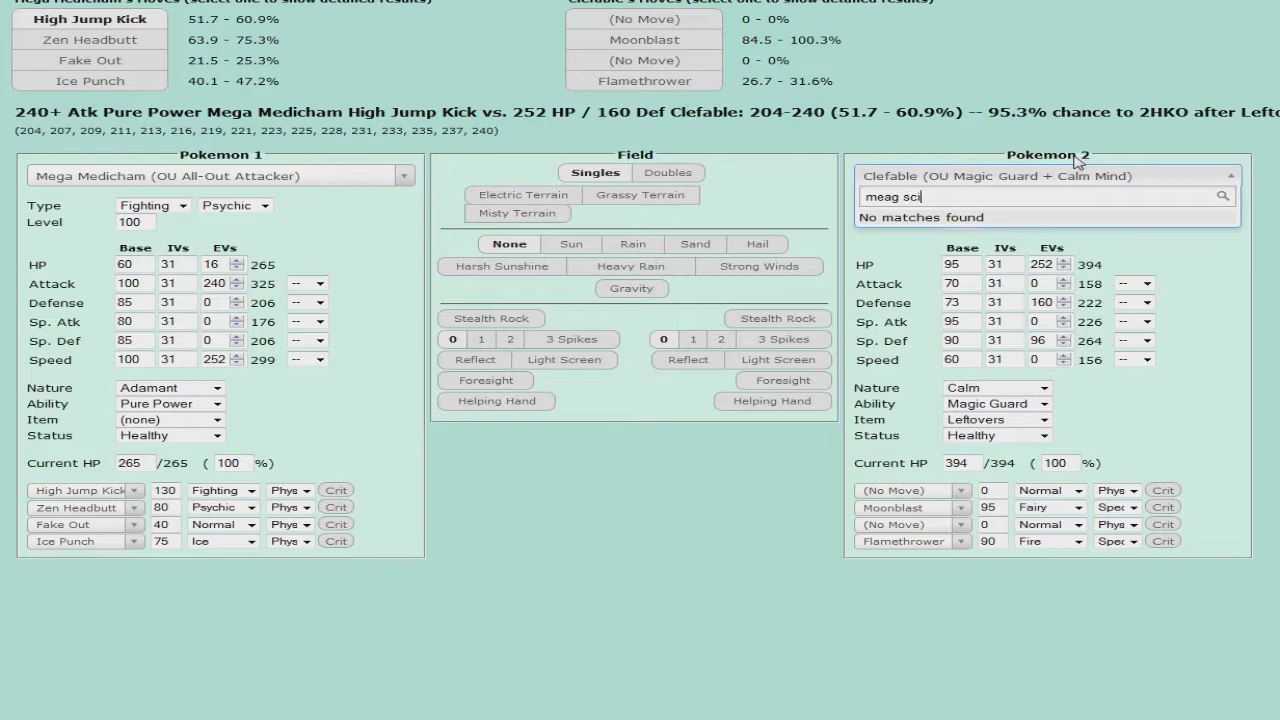 High Jump Kick 51.7 - 60.9% (No Move) 0 - 0%
Zen Headbutt 63.9 - 75.3% Moonblast 84.5 - 100.3%
Fake Out 21.5 - 25.3% (No Move) 0 - 0%
Ice Punch 40.1 - 47.2% Flamethrower 26.7 - 31.6%
240+ Atk Pure Power Mega Medicham High Jump Kick vs. 252 HP / 160 Def Clefable: 204-240 (51.7 - 60.9%) -- 95.3% chance to 2HKO after Lefto
(204, 207, 209, 211, 213, 216, 219, 221, 223, 225, 228, 231, 233, 235, 237, 240)
Pokemon 1
Mega Medicham (OU All-Out Attacker)
Type Fighting Psychic
Level 100
Base IVs EVs
HP 60 31 16 265
Attack 100 31 240 325 --
Defense 85 31 0 206 --
Sp. Atk 80 31 0 176 --
Sp. Def 85 31 0 206 --
Speed 100 31 252 299 --
Nature Adamant
Ability Pure Power
Item (none)
Status Healthy
Current HP 265 /265 ( 100 %)
High Jump Kick 130 Fighting Phys Crit
Zen Headbutt 80 Psychic Phys Crit
Fake Out 40 Normal Phys Crit
Ice Punch 75 Ice Phys Crit
Field
Singles Doubles
Electric Terrain Grassy Terrain
Misty Terrain
None Sun Rain Sand Hail
Harsh Sunshine Heavy Rain Strong Winds
Gravity
Stealth Rock Stealth Rock
0 1 2 3 Spikes 0 1 2 3 Spikes
Reflect Light Screen Reflect Light Screen
Foresight Foresight
Helping Hand Helping Hand
Pokemon 2
Clefable (OU Magic Guard + Calm Mind)
meag sci
No matches found
Base IVs EVs
HP 95 31 252 394
Attack 70 31 0 158 --
Defense 73 31 160 222 --
Sp. Atk 95 31 0 226 --
Sp. Def 90 31 96 264 --
Speed 60 31 0 156 --
Nature Calm
Ability Magic Guard
Item Leftovers
Status Healthy
Current HP 394 /394 ( 100 %)
(No Move) 0 Normal Phys Crit
Moonblast 95 Fairy Spec Crit
(No Move) 0 Normal Phys Crit
Flamethrower 90 Fire Spec Crit